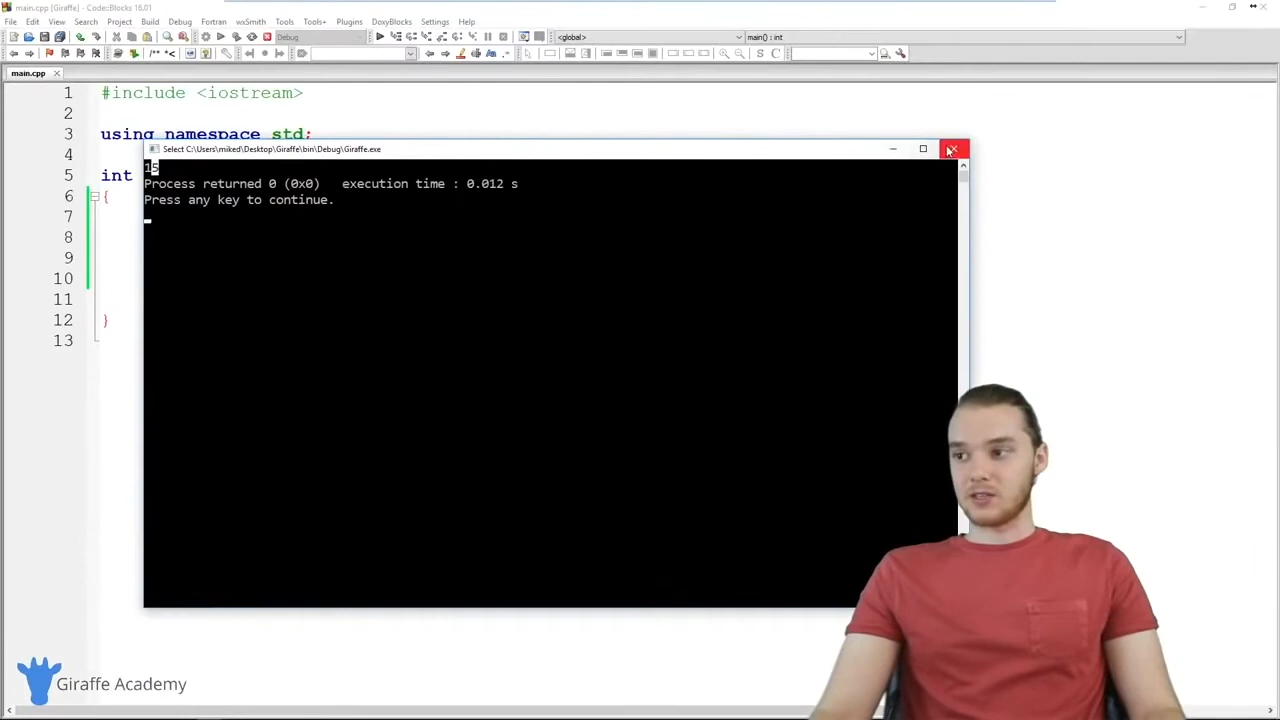 main.cpp [Giraffe] - Code::Blocks 16.01
File Edit View Search Project Build Debug Fortran wxSmith Tools Tools+ Plugins DoxyBlocks Settings Help
Debug
<global>
main() : int
/** *<
S C
main.cpp
1 #include <iostream>
2
3 using namespace std;
4
5 int
6 {
7
8
9
10
11
12 }
13
Select C:\Users\miked\Desktop\Giraffe\bin\Debug\Giraffe.exe
15
Process returned 0 (0x0) execution time : 0.012 s
Press any key to continue.
Giraffe Academy